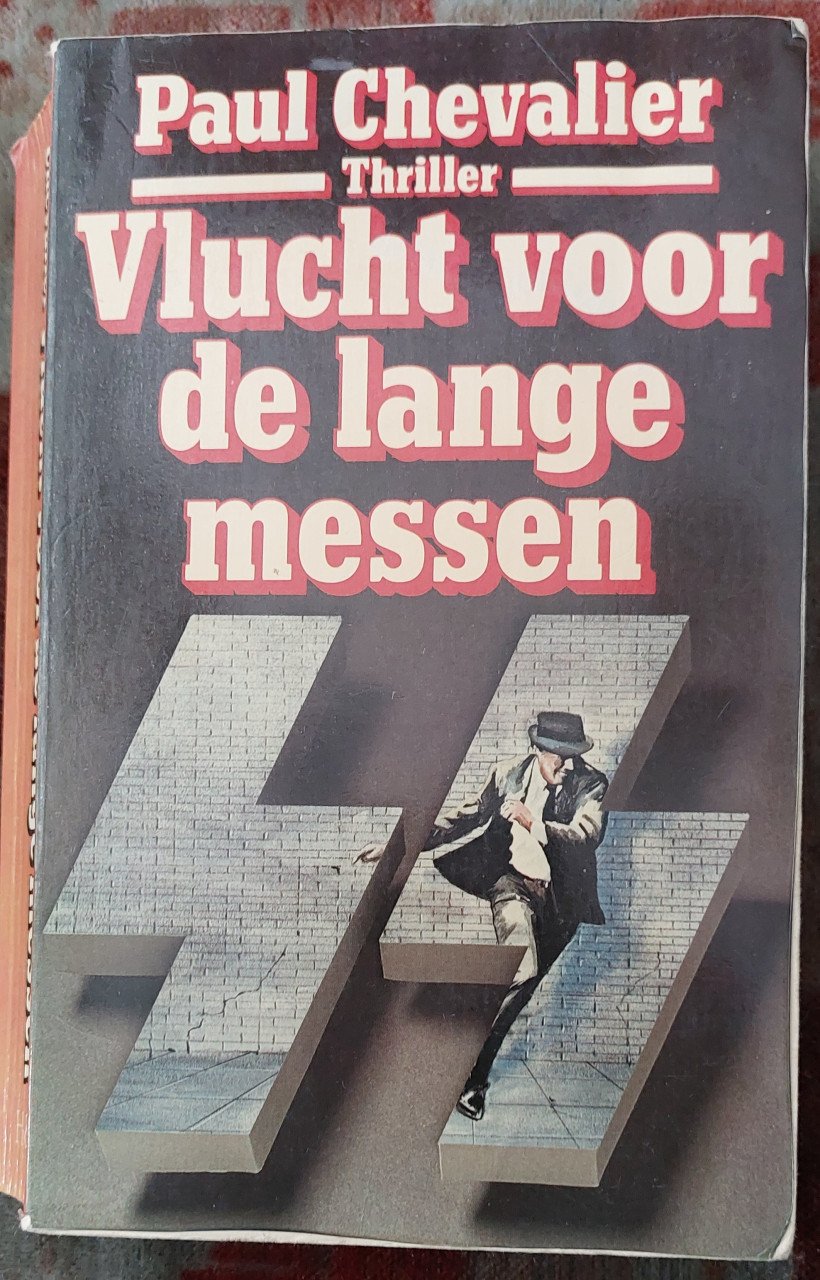 Paul Chevalier
Thriller
Vlucht voor
de lange
messen